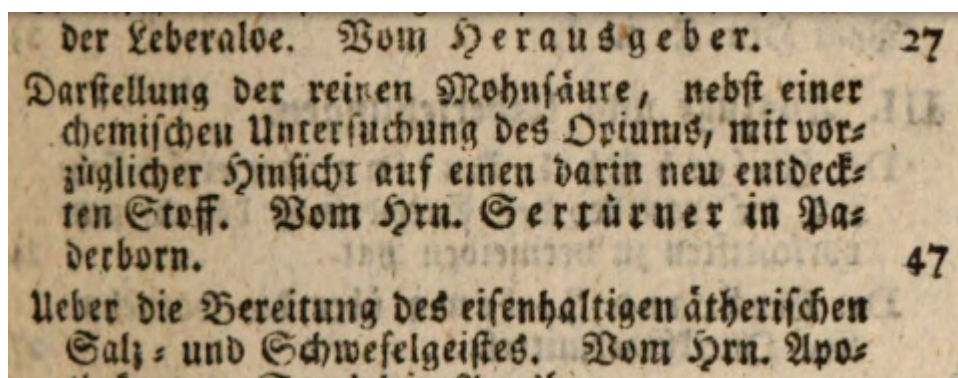 der Leberaloe. Vom Herausgeber. 27
Darstellung der reinen Mohnsäure, nebst einer
chemischen Untersuchung des Opiums, mit vor⸗
züglicher Hinsicht auf einen darin neu entdeck⸗
ten Stoff. Vom Hrn. Sertürner in Pa⸗
derborn. 47
Ueber die Bereitung des eisenhaltigen ätherischen
Salz⸗ und Schwefelgeistes. Vom Hrn. Apo⸗